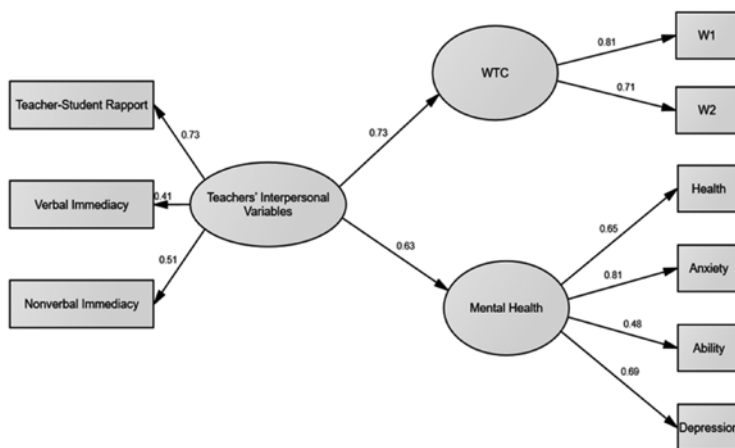 W1
0.81
WTC
0.71
W2
Teacher-Student Rapport
0.73
0.73
Teachers' Interpersonal
Variables
0.41
Verbal Immediacy
0.51
Nonverbal Immediacy
0.63
Mental Health
Health
0.65
0.81
Anxiety
0.48
Ability
0.69
Depression